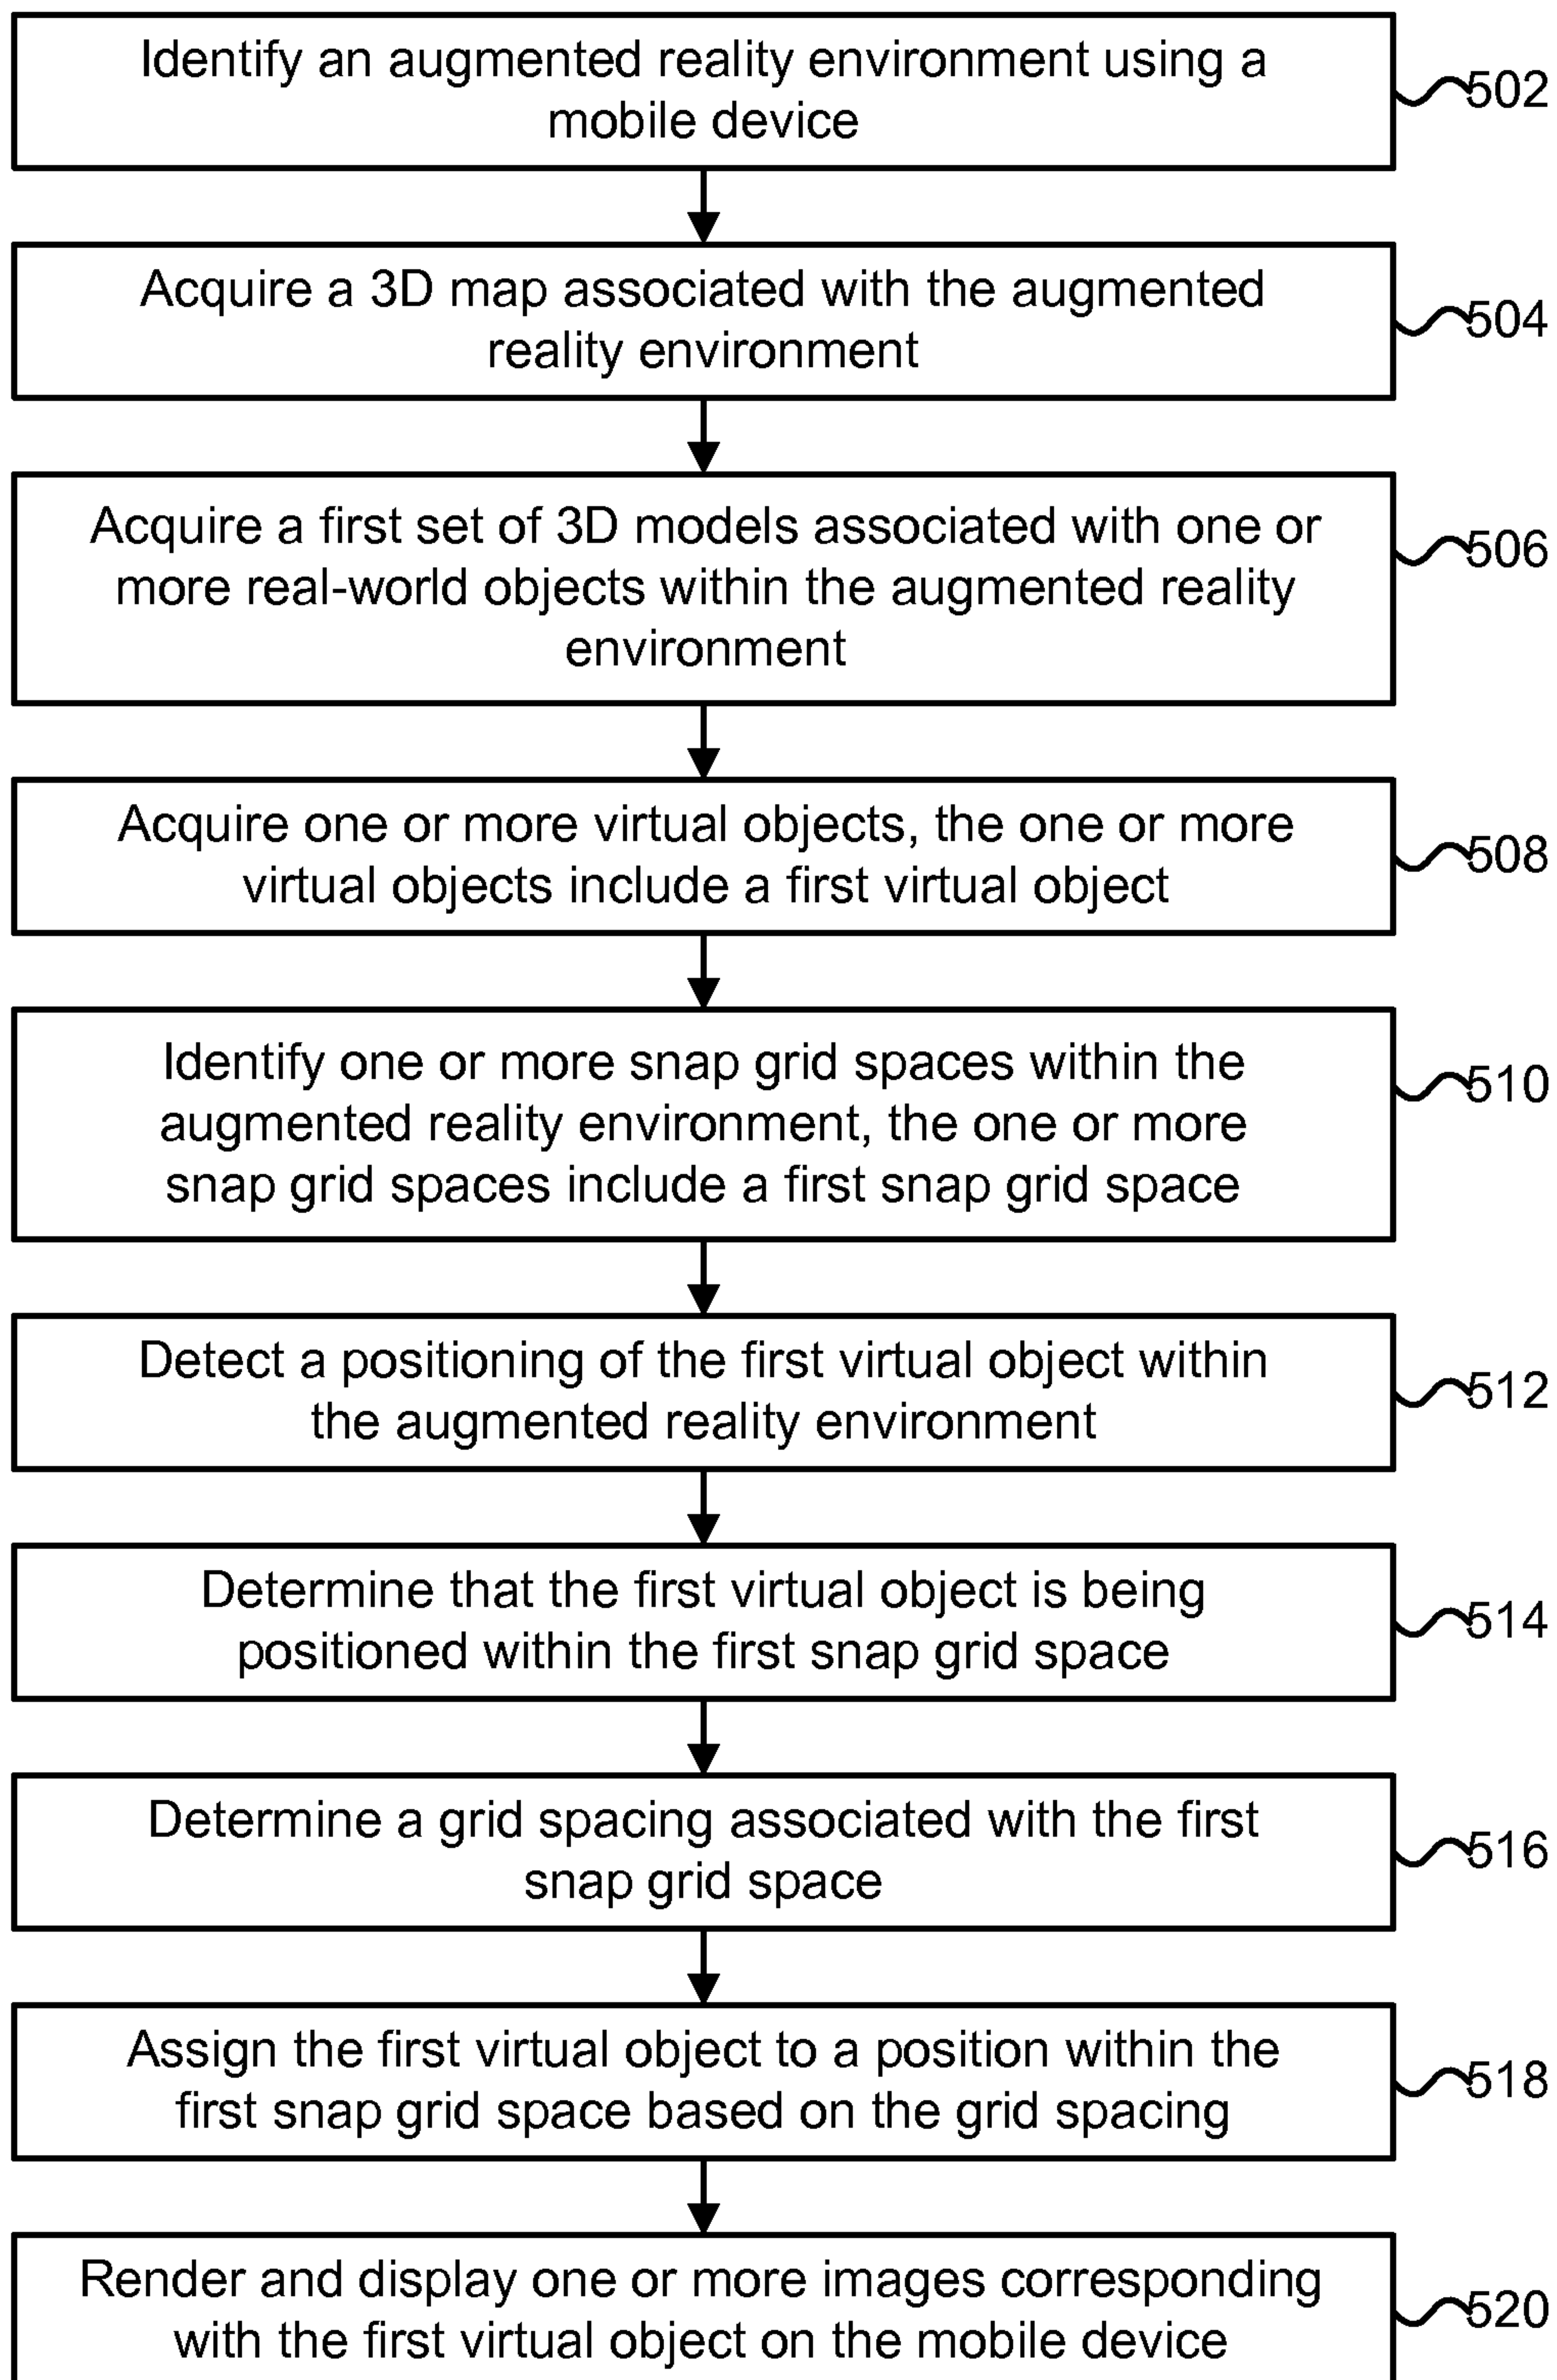 Identify an augmented reality environment using a
mobile device
502
Acquire a 3D map associated with the augmented
reality environment
504
Acquire a first set of 3D models associated with one or
more real-world objects within the augmented reality
environment
506
Acquire one or more virtual objects, the one or more
virtual objects include a first virtual object
508
Identify one or more snap grid spaces within the
augmented reality environment, the one or more
snap grid spaces include a first snap grid space
510
Detect a positioning of the first virtual object within
the augmented reality environment
512
Determine that the first virtual object is being
positioned within the first snap grid space
514
Determine a grid spacing associated with the first
snap grid space
516
Assign the first virtual object to a position within the
first snap grid space based on the grid spacing
518
Render and display one or more images corresponding
with the first virtual object on the mobile device
520